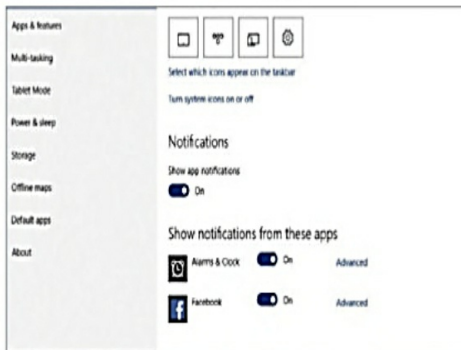 Apps & features
Multi-tasking
Tablet Mode
Power & sleep
Storage
Offline maps
Default apps
About
Select which icons appear on the taskbar
Turn system icons on or off
Notifications
Show app notifications
On
Show notifications from these apps
Alarms & Clock On Advanced
Facebook On Advanced